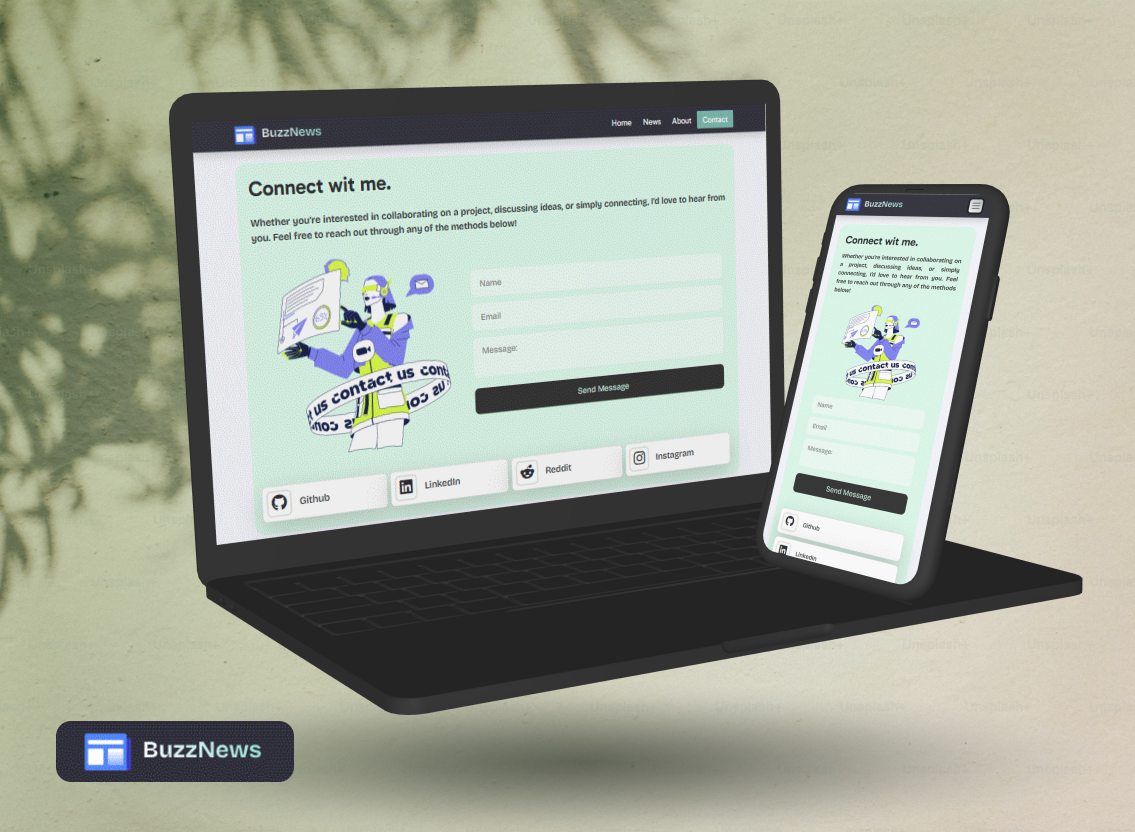 BuzzNews
Home News About Contact
Connect wit me.
Whether you're interested in collaborating on a project, discussing ideas, or simply connecting, I'd love to hear from
you. Feel free to reach out through any of the methods below!
Name
Email
Message:
Send Message
us contact us cont
Github
LinkedIn
Reddit
Instagram
BuzzNews
Connect wit me.
Whether you're interested in collaborating on
a project, discussing ideas, or simply
connecting, I'd love to hear from you. Feel
free to reach out through any of the methods
below!
us contact us
Name
Email
Message:
Send Message
Github
LinkedIn
BuzzNews
Unsplash+